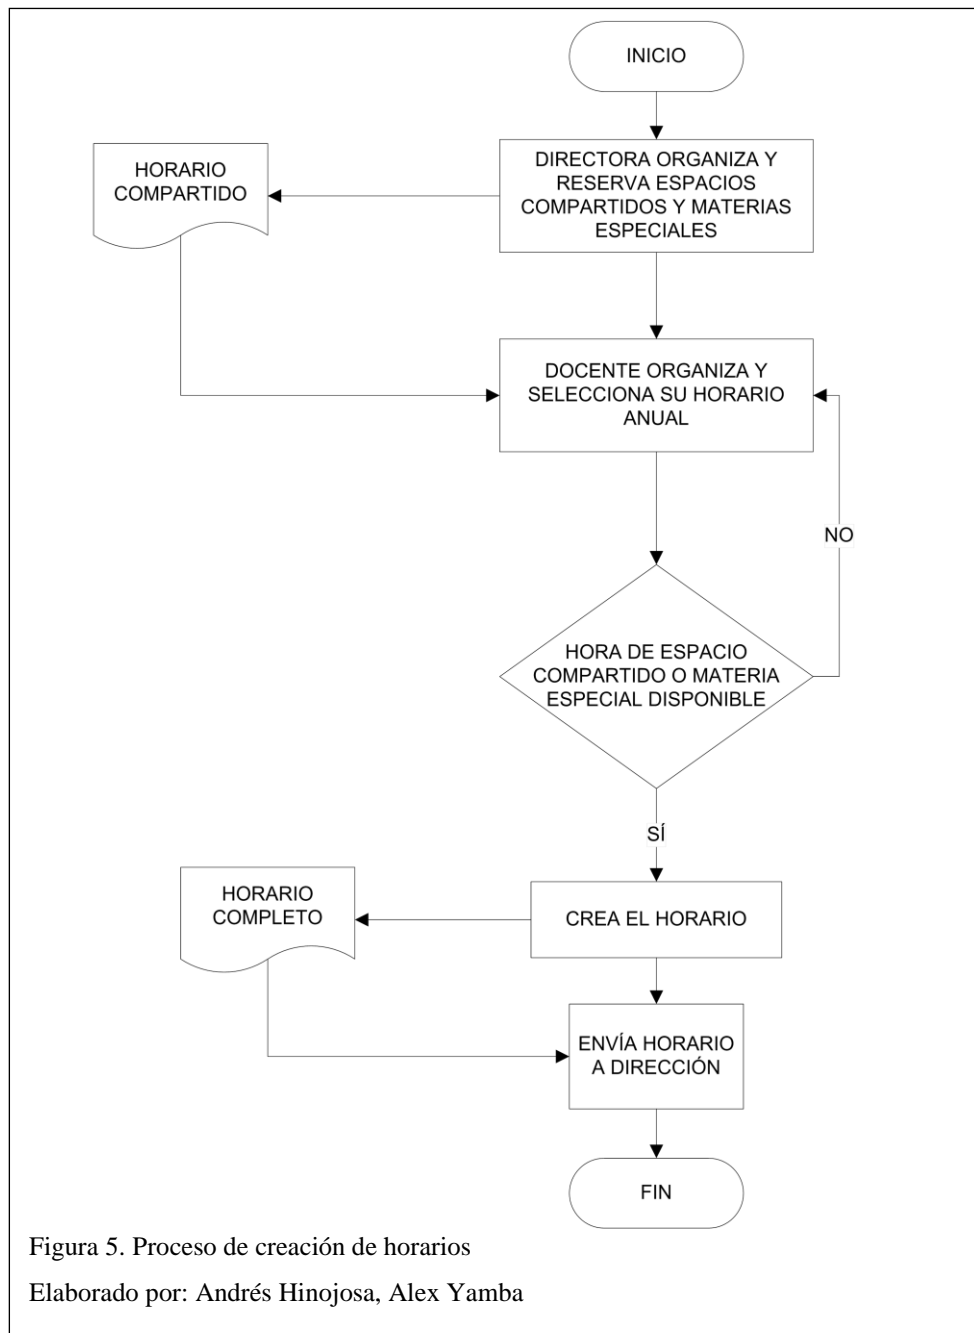 INICIO
DIRECTORA ORGANIZA Y
RESERVA ESPACIOS
COMPARTIDOS Y MATERIAS
ESPECIALES
HORARIO
COMPARTIDO
DOCENTE ORGANIZA Y
SELECCIONA SU HORARIO
ANUAL
NO
HORA DE ESPACIO
COMPARTIDO O MATERIA
ESPECIAL DISPONIBLE
SÍ
CREA EL HORARIO
HORARIO
COMPLETO
ENVÍA HORARIO
A DIRECCIÓN
FIN
Figura 5. Proceso de creación de horarios
Elaborado por: Andrés Hinojosa, Alex Yamba